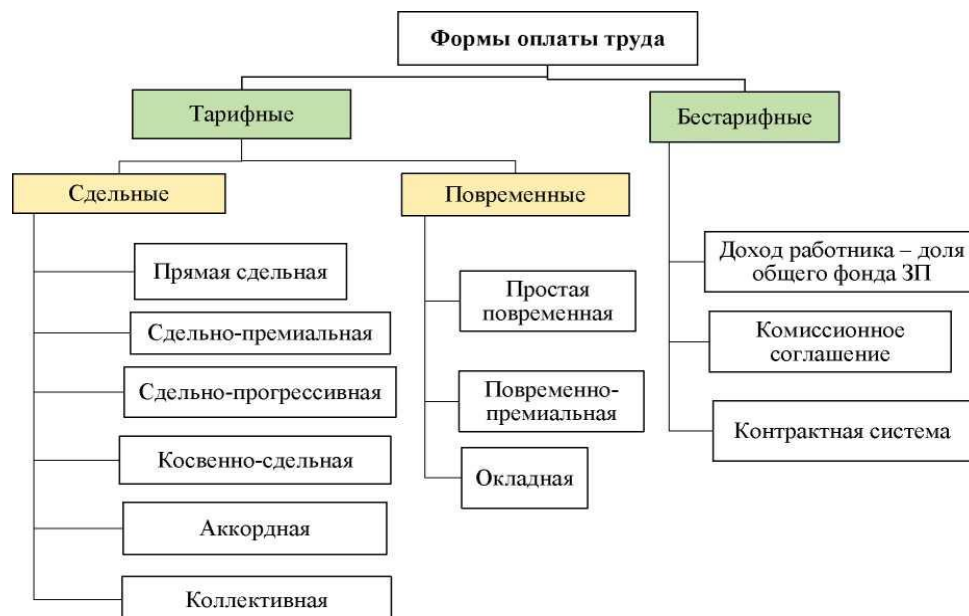 Формы оплаты труда
Тарифные
Бестарифные
Сдельные
Повременные
Прямая сдельная
Сдельно-премиальная
Сдельно-прогрессивная
Косвенно-сдельная
Аккордная
Коллективная
Простая
повременная
Повременно-
премиальная
Окладная
Доход работника – доля
общего фонда ЗП
Комиссионное
соглашение
Контрактная система